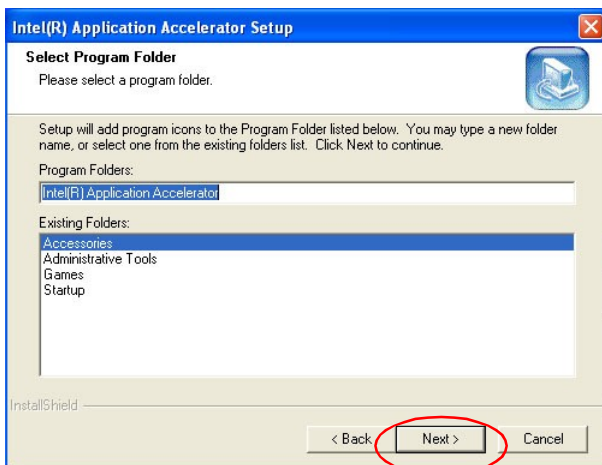 Intel(R) Application Accelerator Setup
Select Program Folder
Please select a program folder.
Setup will add program icons to the Program Folder listed below. You may type a new folder
name, or select one from the existing folders list. Click Next to continue.
Program Folders:
Intel(R) Application Accelerator
Existing Folders:
Accessories
Administrative Tools
Games
Startup
InstallShield
< Back Next > Cancel